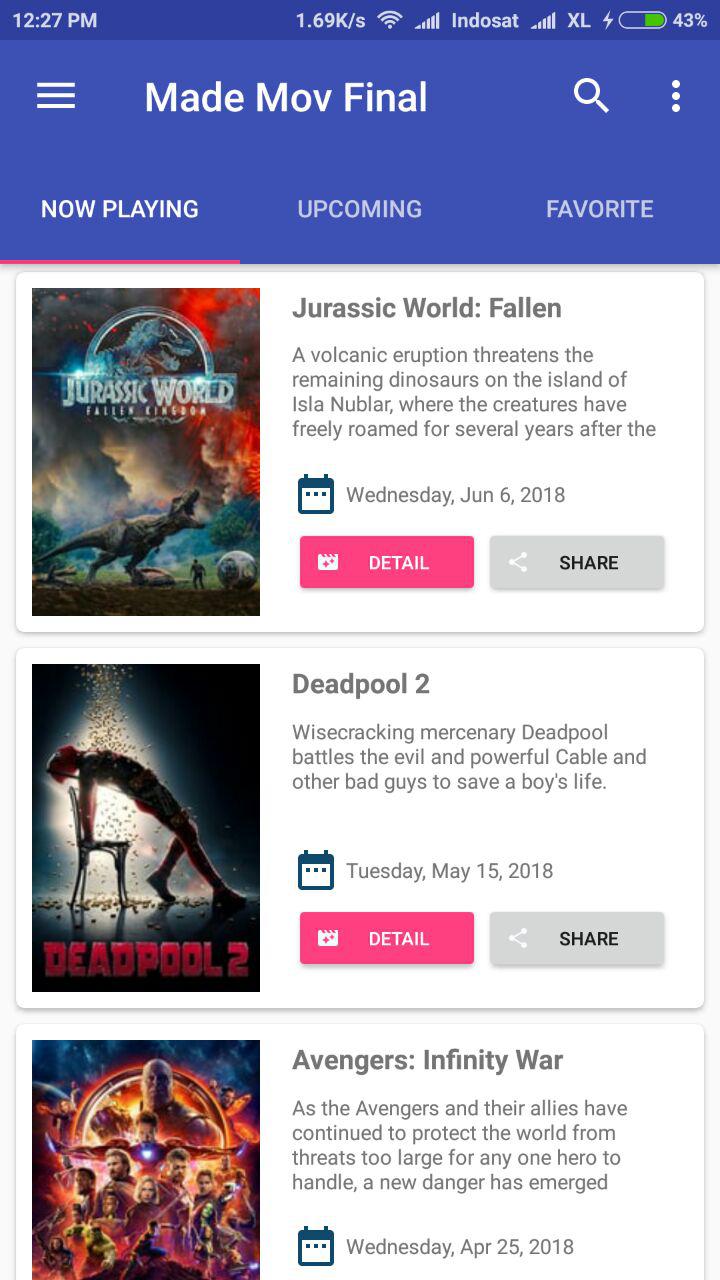 12:27 PM 1.69K/s Indosat XL 43%
Made Mov Final
NOW PLAYING UPCOMING FAVORITE
JURASSIC WORLD
FALLEN KINGDOM
Jurassic World: Fallen
A volcanic eruption threatens the
remaining dinosaurs on the island of
Isla Nublar, where the creatures have
freely roamed for several years after the
Wednesday, Jun 6, 2018
DETAIL SHARE
DEADPOOL 2
Deadpool 2
Wisecracking mercenary Deadpool
battles the evil and powerful Cable and
other bad guys to save a boy's life.
Tuesday, May 15, 2018
DETAIL SHARE
Avengers: Infinity War
As the Avengers and their allies have
continued to protect the world from
threats too large for any one hero to
handle, a new danger has emerged
Wednesday, Apr 25, 2018